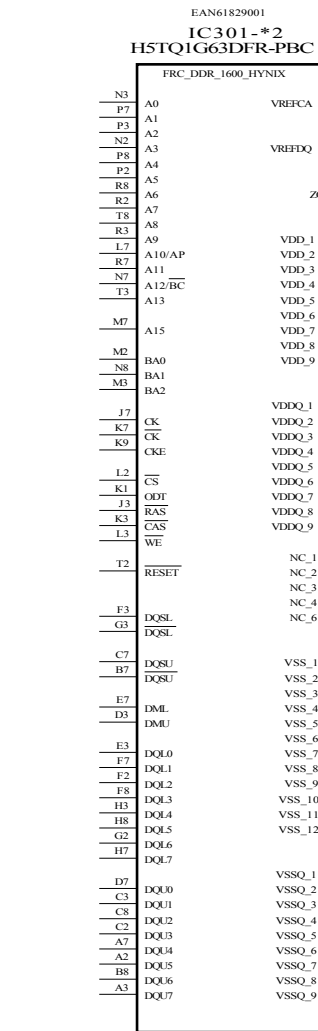 EAN61829001
IC301-*2
H5TQ1G63DFR-PBC
FRC_DDR_1600_HYNIX
N3 A0 VREFCA
P7 A1
P3 A2
N2 A3 VREFDQ
P8 A4
P2 A5
R8 A6
R2 A7
T8 A8
R3 A9 VDD_1
L7 A10/AP VDD_2
R7 A11 VDD_3
N7 A12/BC VDD_4
T3 A13 VDD_5
VDD_6
M7 A15 VDD_7
VDD_8
M2 BA0 VDD_9
N8 BA1
M3 BA2
VDDQ_1
J7 CK VDDQ_2
K7 CK VDDQ_3
K9 CKE VDDQ_4
VDDQ_5
L2 CS VDDQ_6
K1 ODT VDDQ_7
J3 RAS VDDQ_8
K3 CAS VDDQ_9
L3 WE
NC_1
T2 RESET NC_2
NC_3
NC_4
F3 DQSL NC_6
G3 DQSL
C7 DQSU VSS_1
B7 DQSU VSS_2
VSS_3
E7 DML VSS_4
D3 DMU VSS_5
VSS_6
E3 DQL0 VSS_7
F7 DQL1 VSS_8
F2 DQL2 VSS_9
F8 DQL3 VSS_10
H3 DQL4 VSS_11
H8 DQL5 VSS_12
G2 DQL6
H7 DQL7
VSSQ_1
D7 DQU0 VSSQ_2
C3 DQU1 VSSQ_3
C8 DQU2 VSSQ_4
C2 DQU3 VSSQ_5
A7 DQU4 VSSQ_6
A2 DQU5 VSSQ_7
B8 DQU6 VSSQ_8
A3 DQU7 VSSQ_9